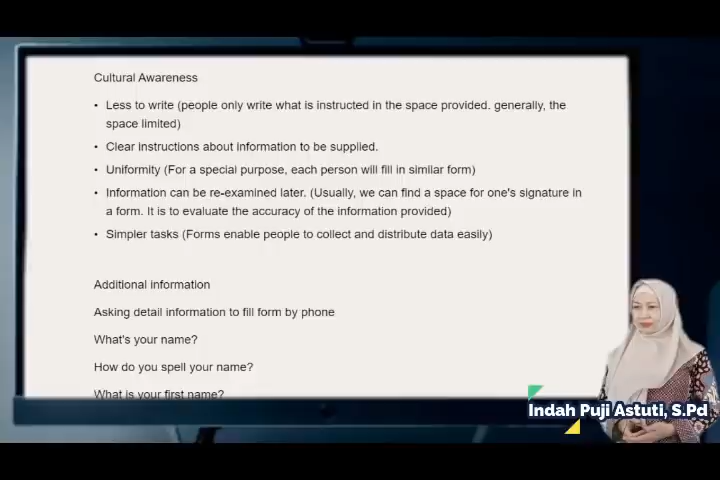 Cultural Awareness
• Less to write (people only write what is instructed in the space provided. generally, the
space limited)
• Clear instructions about information to be supplied.
• Uniformity (For a special purpose, each person will fill in similar form)
• Information can be re-examined later. (Usually, we can find a space for one's signature in
a form. It is to evaluate the accuracy of the information provided)
• Simpler tasks (Forms enable people to collect and distribute data easily)
Additional information
Asking detail information to fill form by phone
What's your name?
How do you spell your name?
What is your first name?
Indah Puji Astuti, S.Pd